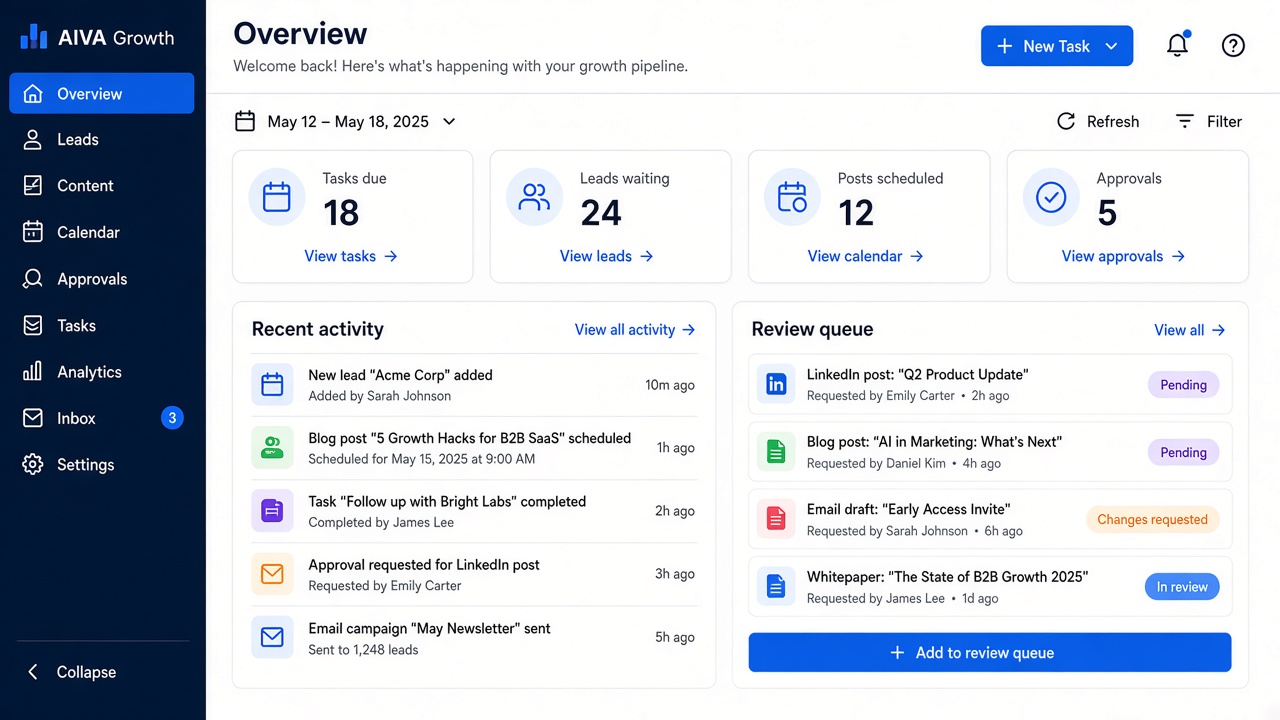 AIVA Growth
Overview
Leads
Content
Calendar
Approvals
Tasks
Analytics
Inbox
3
Settings
Collapse
Overview
Welcome back! Here's what's happening with your growth pipeline.
New Task
May 12 – May 18, 2025
Refresh
Filter
Tasks due
18
View tasks →
Leads waiting
24
View leads →
Posts scheduled
12
View calendar →
Approvals
5
View approvals →
Recent activity
View all activity →
New lead "Acme Corp" added
Added by Sarah Johnson
10m ago
Blog post "5 Growth Hacks for B2B SaaS" scheduled
Scheduled for May 15, 2025 at 9:00 AM
1h ago
Task "Follow up with Bright Labs" completed
Completed by James Lee
2h ago
Approval requested for LinkedIn post
Requested by Emily Carter
3h ago
Email campaign "May Newsletter" sent
Sent to 1,248 leads
5h ago
Review queue
View all →
LinkedIn post: "Q2 Product Update"
Requested by Emily Carter • 2h ago
Pending
Blog post: "AI in Marketing: What's Next"
Requested by Daniel Kim • 4h ago
Pending
Email draft: "Early Access Invite"
Requested by Sarah Johnson • 6h ago
Changes requested
Whitepaper: "The State of B2B Growth 2025"
Requested by James Lee • 1d ago
In review
+ Add to review queue